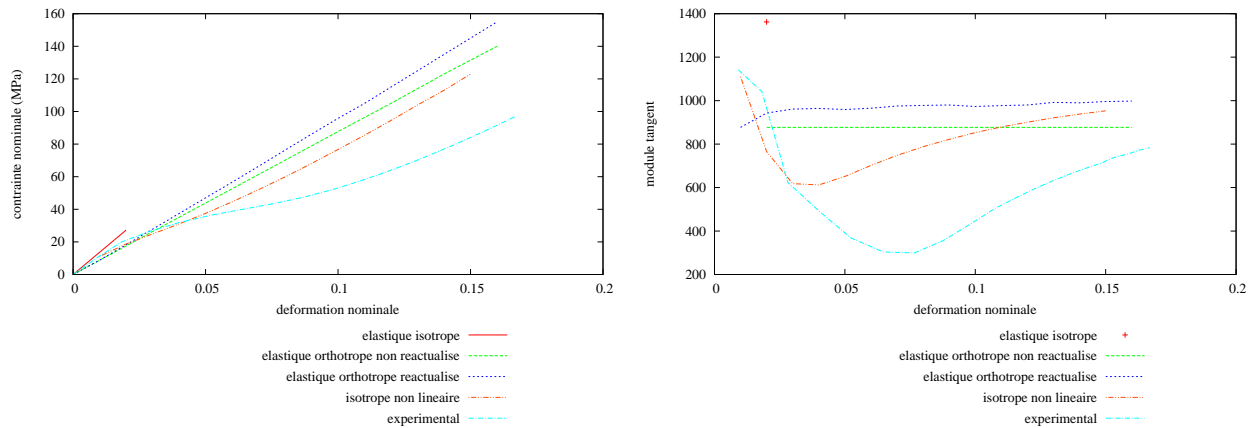 160
140
120
100
80
60
40
20
0
contrainte nominale (MPa)
0 0.05 0.1 0.15 0.2
deformation nominale
elastique isotrope
elastique orthotrope non reactualise
elastique orthotrope reactualise
isotrope non lineaire
experimental
1400
1200
1000
800
600
400
200
module tangent
0 0.05 0.1 0.15 0.2
deformation nominale
elastique isotrope
elastique orthotrope non reactualise
elastique orthotrope reactualise
isotrope non lineaire
experimental